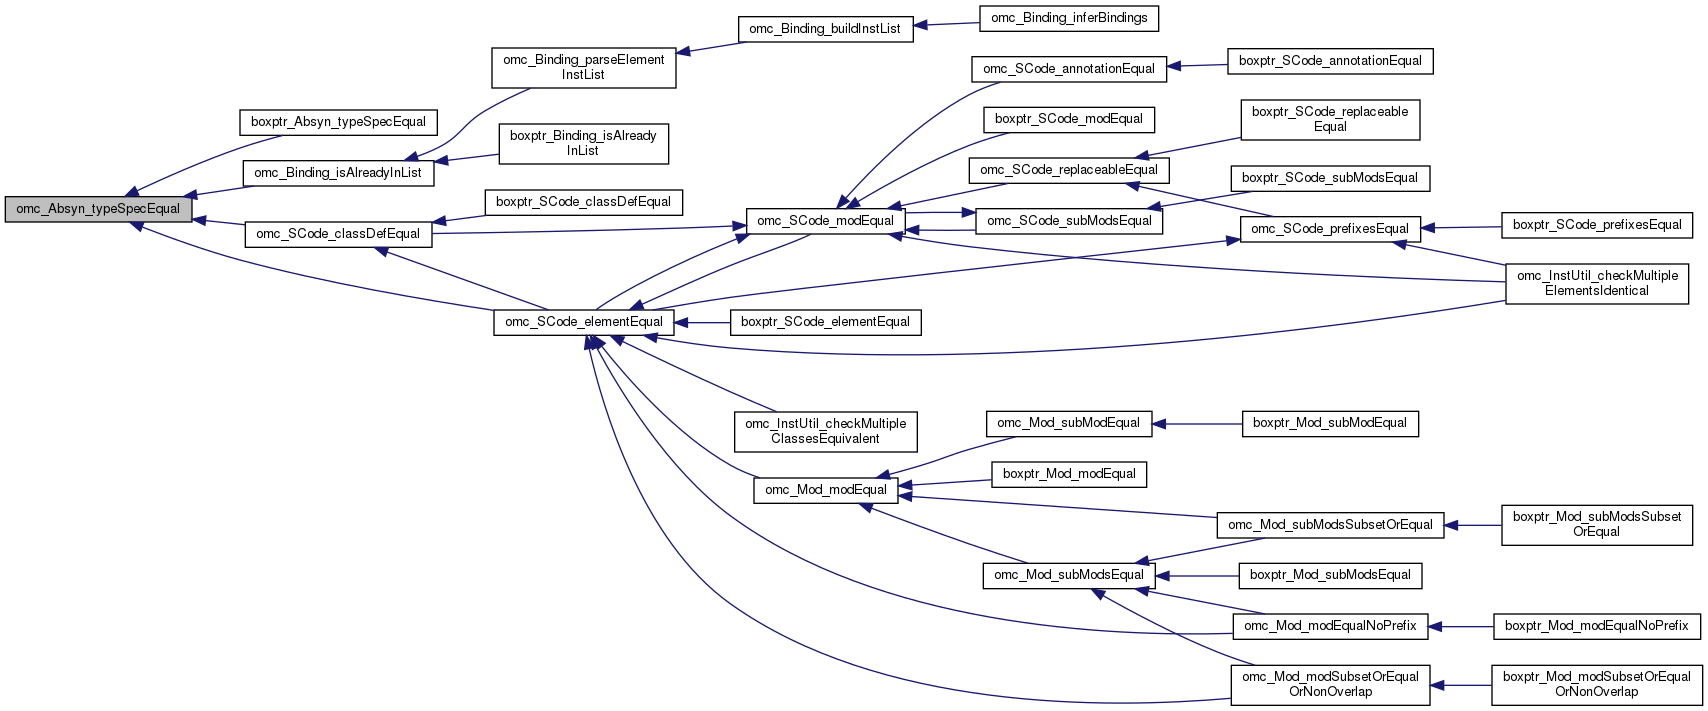 omc_Absyn_typeSpecEqual
boxptr_Absyn_typeSpecEqual
omc_Binding_isAlreadyInList
omc_SCode_classDefEqual
omc_Binding_parseElement
InstList
boxptr_Binding_isAlready
InList
boxptr_SCode_classDefEqual
omc_SCode_elementEqual
omc_Binding_buildInstList
omc_SCode_modEqual
boxptr_SCode_elementEqual
omc_InstUtil_checkMultiple
ClassesEquivalent
omc_Mod_modEqual
omc_Binding_inferBindings
omc_SCode_annotationEqual
boxptr_SCode_modEqual
omc_SCode_replaceableEqual
omc_SCode_subModsEqual
omc_Mod_subModEqual
boxptr_Mod_modEqual
omc_Mod_subModsEqual
boxptr_SCode_annotationEqual
boxptr_SCode_replaceable
Equal
boxptr_SCode_subModsEqual
omc_SCode_prefixesEqual
boxptr_Mod_subModEqual
omc_Mod_subModsSubsetOrEqual
boxptr_Mod_subModsEqual
omc_Mod_modEqualNoPrefix
omc_Mod_modSubsetOrEqual
OrNonOverlap
boxptr_SCode_prefixesEqual
omc_InstUtil_checkMultiple
ElementsIdentical
boxptr_Mod_subModsSubset
OrEqual
boxptr_Mod_modEqualNoPrefix
boxptr_Mod_modSubsetOrEqual
OrNonOverlap